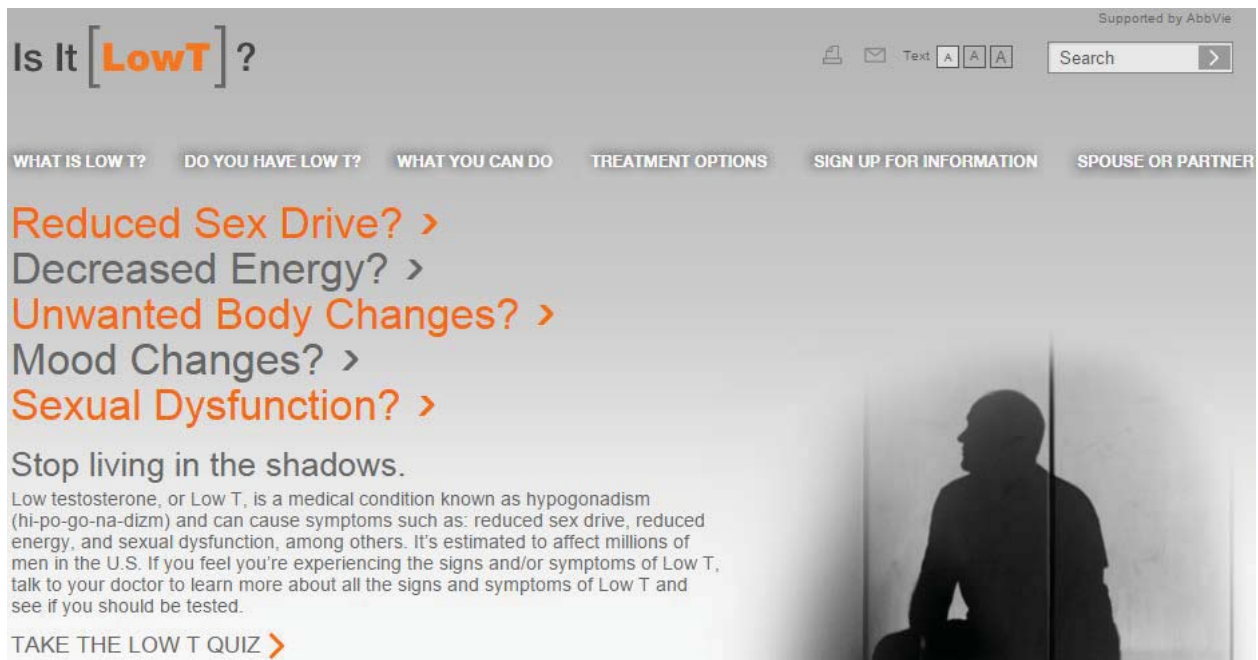 Supported by AbbVie
Is It [LowT]?
Text A A A
Search
WHAT IS LOW T? DO YOU HAVE LOW T? WHAT YOU CAN DO TREATMENT OPTIONS SIGN UP FOR INFORMATION SPOUSE OR PARTNER
Reduced Sex Drive? ›
Decreased Energy? ›
Unwanted Body Changes? ›
Mood Changes? ›
Sexual Dysfunction? ›
Stop living in the shadows.
Low testosterone, or Low T, is a medical condition known as hypogonadism
(hi-po-go-na-dizm) and can cause symptoms such as: reduced sex drive, reduced
energy, and sexual dysfunction, among others. It's estimated to affect millions of
men in the U.S. If you feel you're experiencing the signs and/or symptoms of Low T,
talk to your doctor to learn more about all the signs and symptoms of Low T and
see if you should be tested.
TAKE THE LOW T QUIZ ›